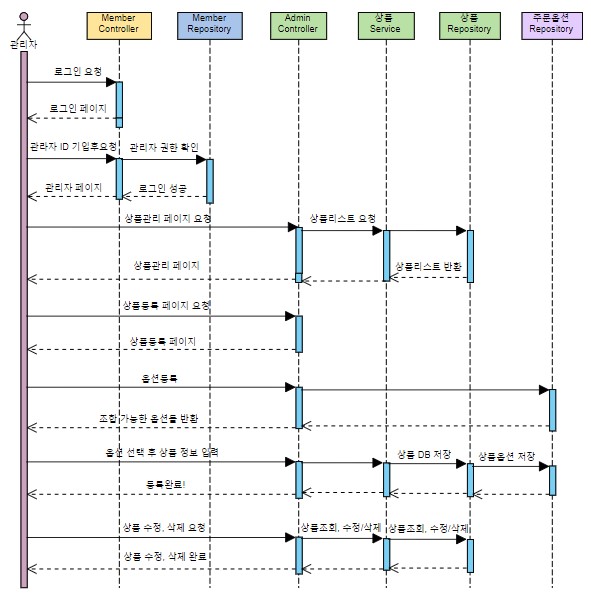 Member
Controller
Member
Repository
Admin
Controller
상품
Service
상품
Repository
주문옵션
Repository
관리자
로그인 요청
로그인 페이지
관라자 ID 기입후요청
관리자 권한 확인
관리자 페이지
로그인 성공
상품관리 페이지 요청
상품리스트 요청
상품관리 페이지
상품리스트 반환
상품등록 페이지 요청
상품등록 페이지
옵션등록
조합 가능한 옵션들 반환
옵션 선택 후 상품 정보 입력
상품 DB 저장
상품옵션 저장
등록완료!
상품 수정, 삭제 요청
상품조회, 수정/삭제
상품조회, 수정/삭제
상품 수정, 삭제 완료